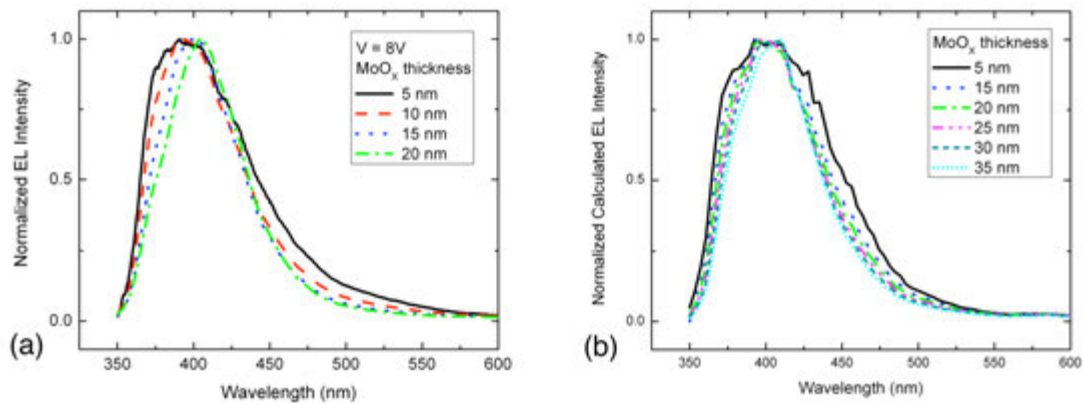 1.0
0.5
0.0
350 400 450 500 550 600
Normalized EL Intensity
Wavelength (nm)
V = 8V
MoOx thickness
5 nm
10 nm
15 nm
20 nm
(a)
1.0
0.5
0.0
350 400 450 500 550 600
Normalized Calculated EL Intensity
Wavelength (nm)
MoOx thickness
5 nm
15 nm
20 nm
25 nm
30 nm
35 nm
(b)